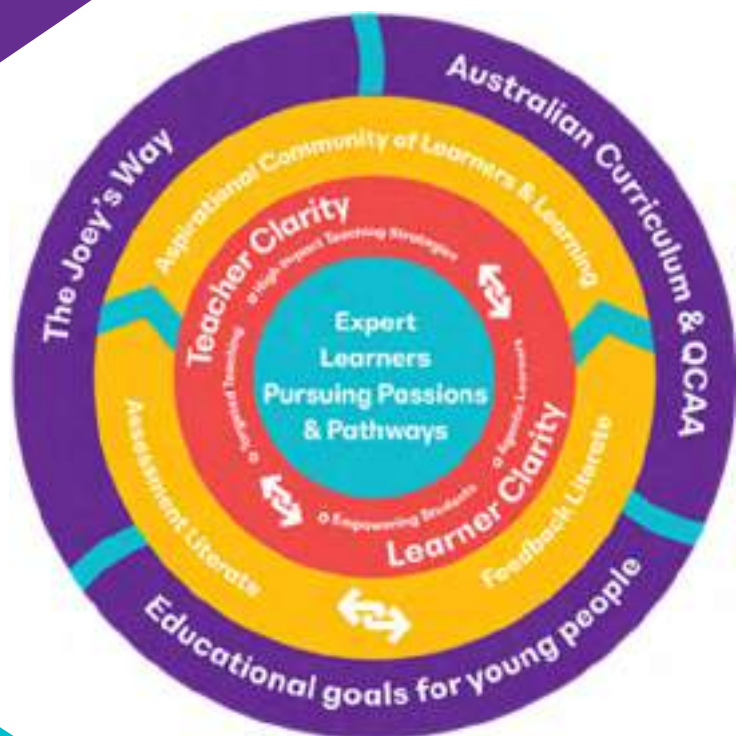 The Joey's Way
Australian Curriculum & QCAA
Educational goals for young people
Aspirational Community of Learners & Learning
Assessment Literate
Feedback Literate
Teacher Clarity
High Impact Teaching Strategies
Targeted Teaching
Learner Clarity
Agentic Learners
Empowering Students
Expert
Learners
Pursuing Passions
& Pathways